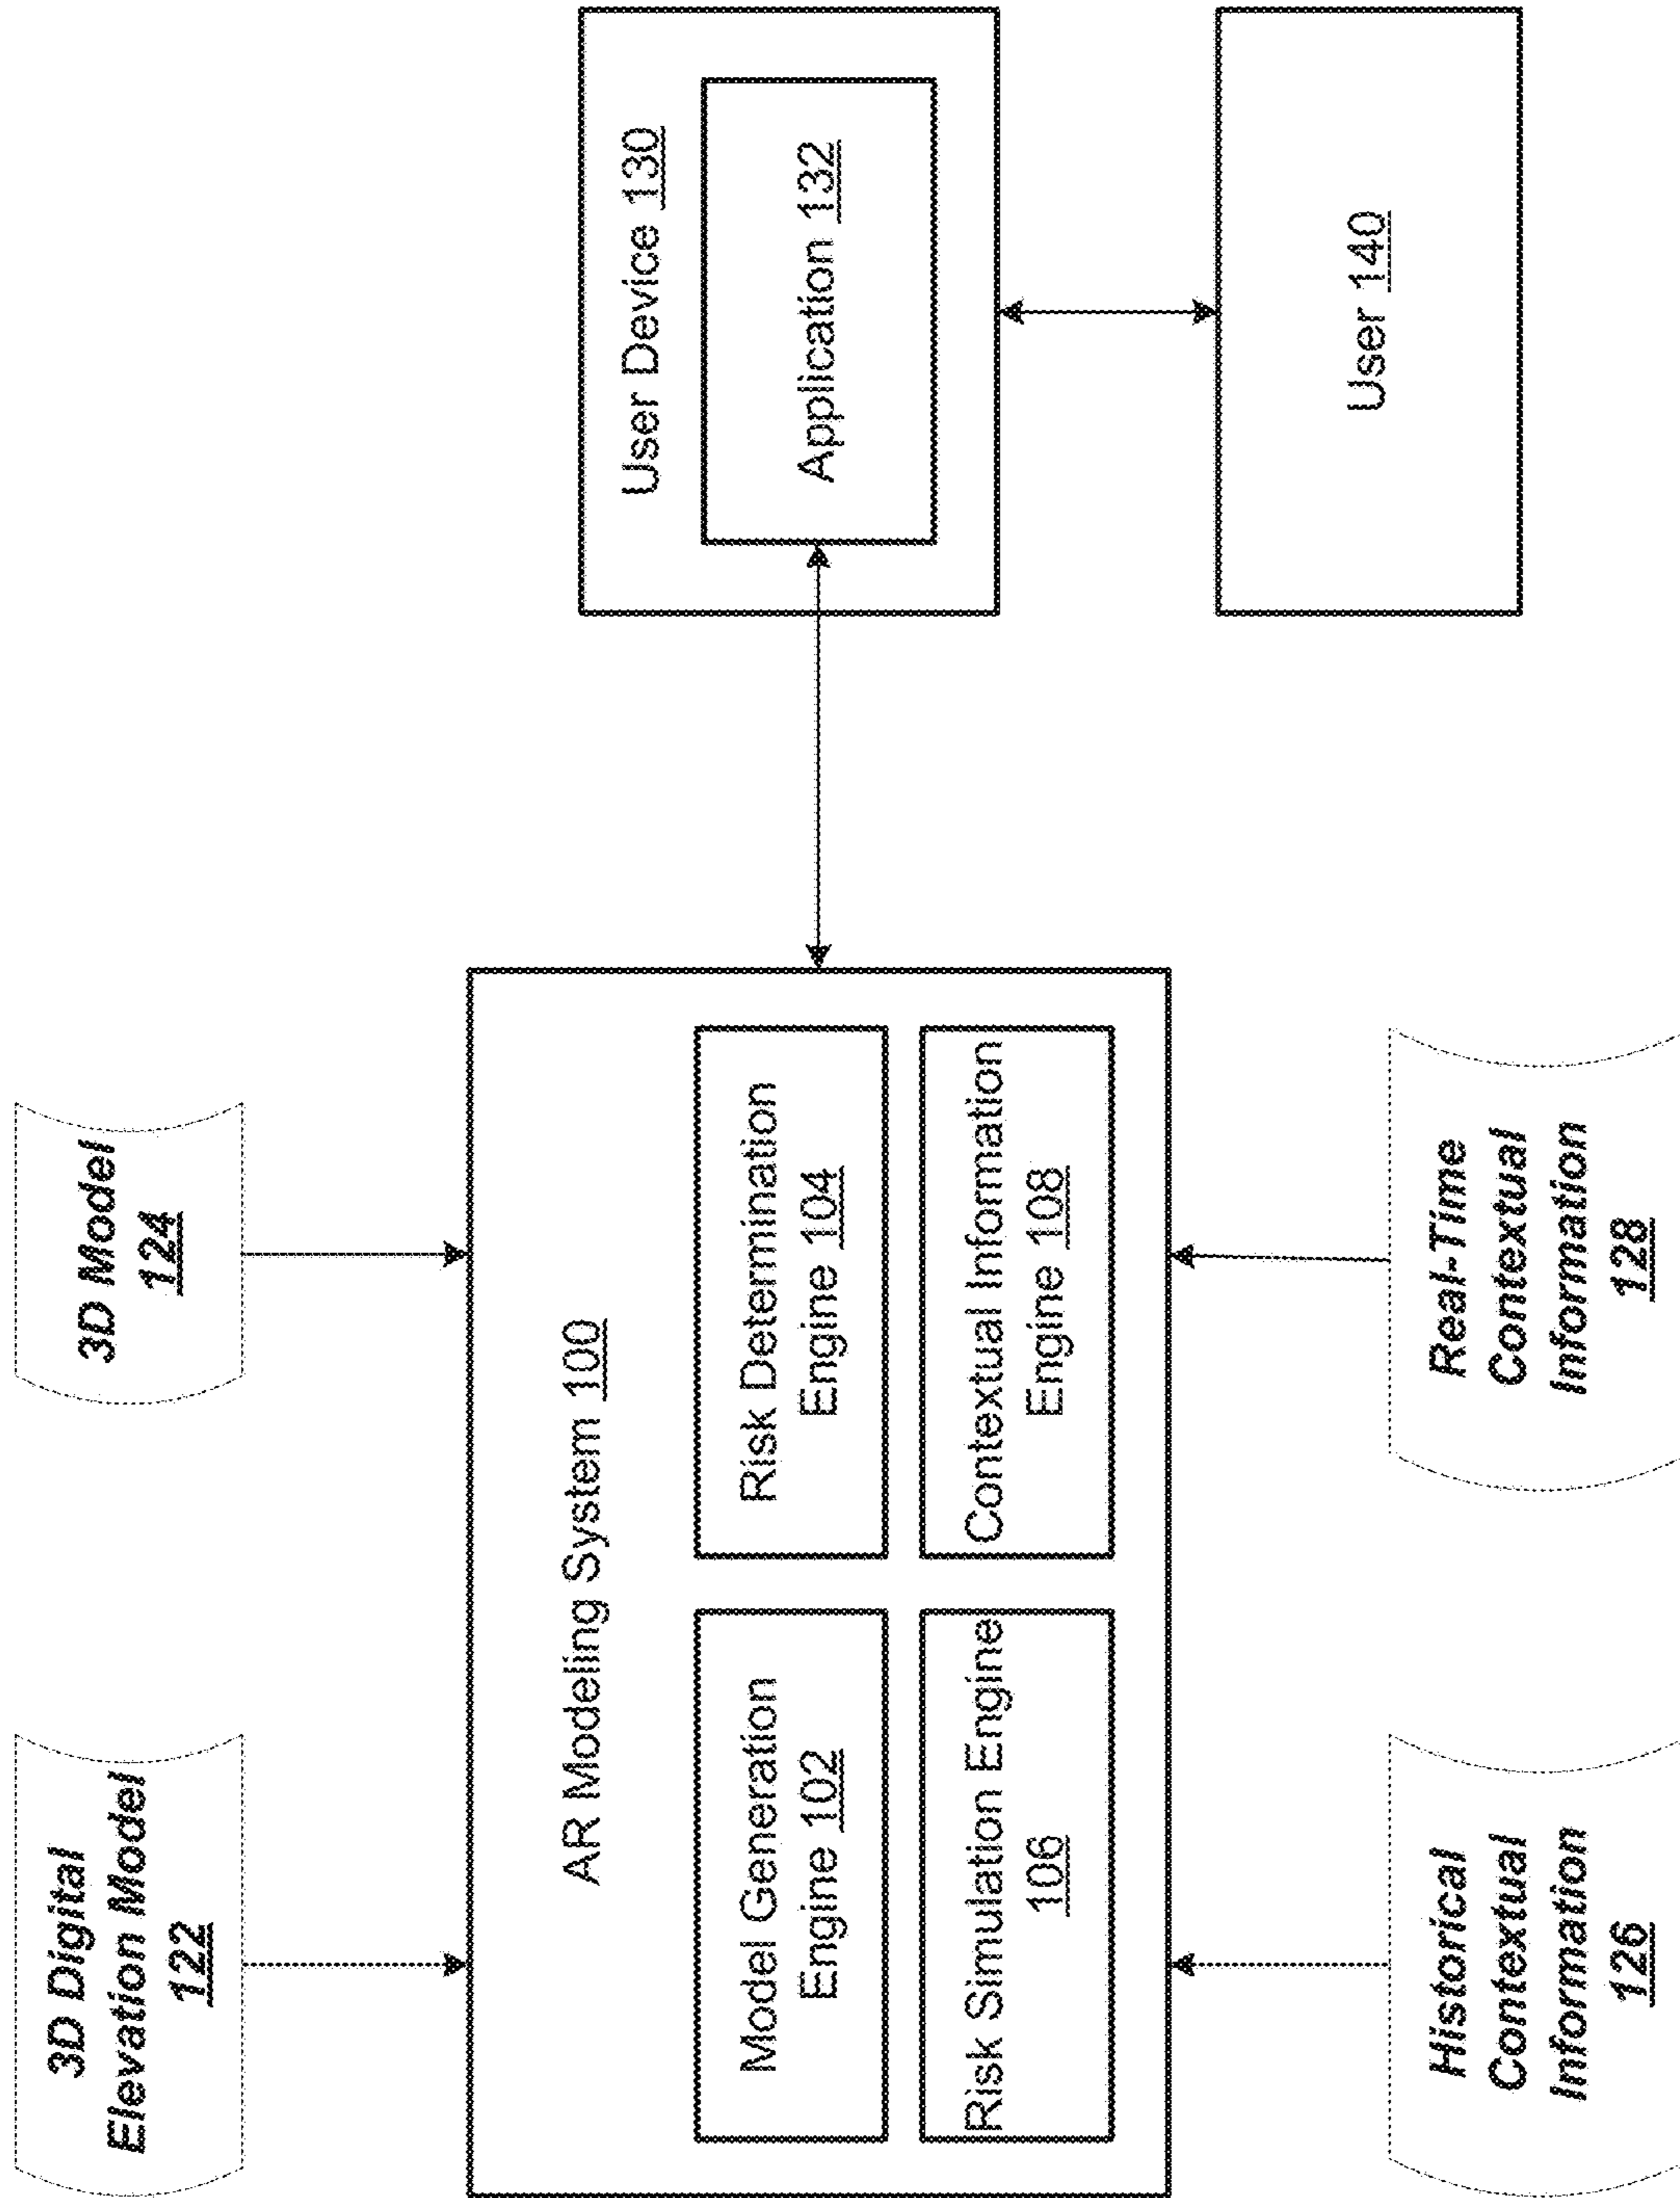 3D Digital
Elevation Model
122
3D Model
124
AR Modeling System 100
Model Generation
Engine 102
Risk Determination
Engine 104
Risk Simulation Engine
106
Contextual Information
Engine 108
Historical
Contextual
Information
126
Real-Time
Contextual
Information
128
User Device 130
Application 132
User 140